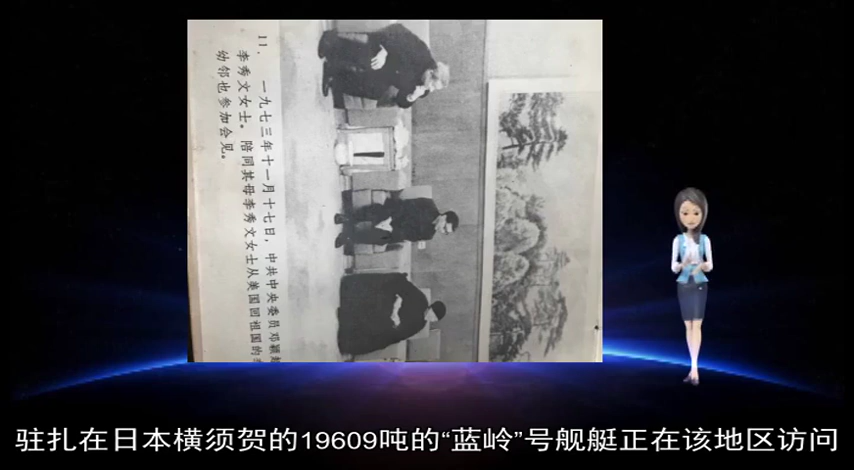 11. 一九七三年十一月十七日，中共中央委员邓颖
李秀文女士。陪同其母李秀文女士从美国回祖国的
幼邻也参加会见。
驻扎在日本横须贺的19609吨的“蓝岭”号舰艇正在该地区访问